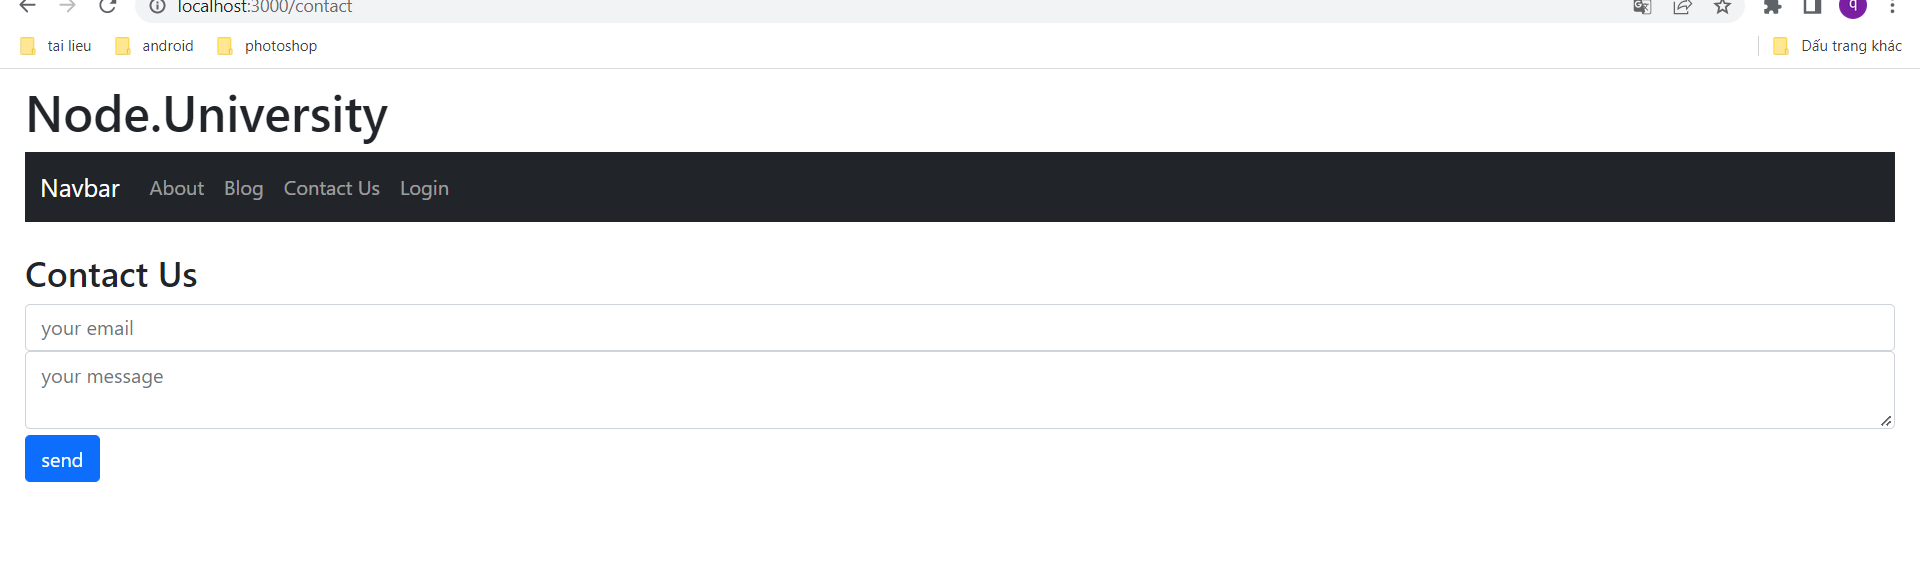 localhost:3000/contact
q
tai lieu android photoshop Dấu trang khác
Node.University
Navbar About Blog Contact Us Login
Contact Us
your email
your message
send